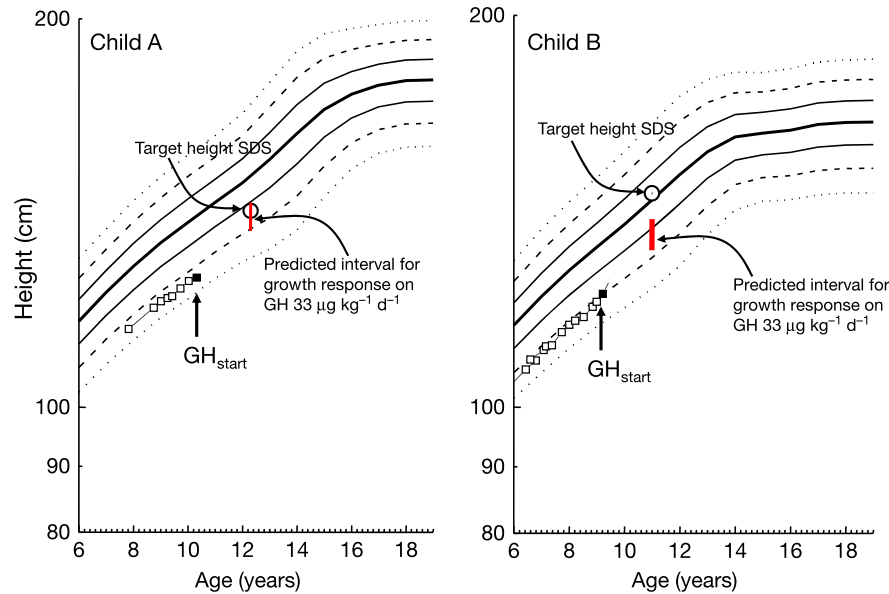 200
Child A
Target height SDS
Predicted interval for
growth response on
GH 33 µg kg⁻¹ d⁻¹
GHstart
Height (cm)
100
90
80
6 8 10 12 14 16 18
Age (years)
200
Child B
Target height SDS
Predicted interval for
growth response on
GH 33 µg kg⁻¹ d⁻¹
GHstart
100
90
80
6 8 10 12 14 16 18
Age (years)